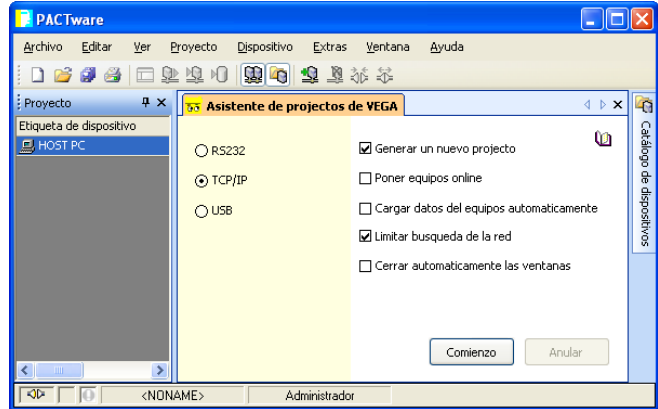 PACTware
Archivo Editar Ver Proyecto Dispositivo Extras Ventana Ayuda
Proyecto
Etiqueta de dispositivo
HOST PC
Asistente de projectos de VEGA
RS232
TCP/IP
USB
Generar un nuevo projecto
Poner equipos online
Cargar datos del equipos automaticamente
Limitar busqueda de la red
Cerrar automaticamente las ventanas
Comienzo Anular
Catálogo de dispositivos
<NONAME> Administrador